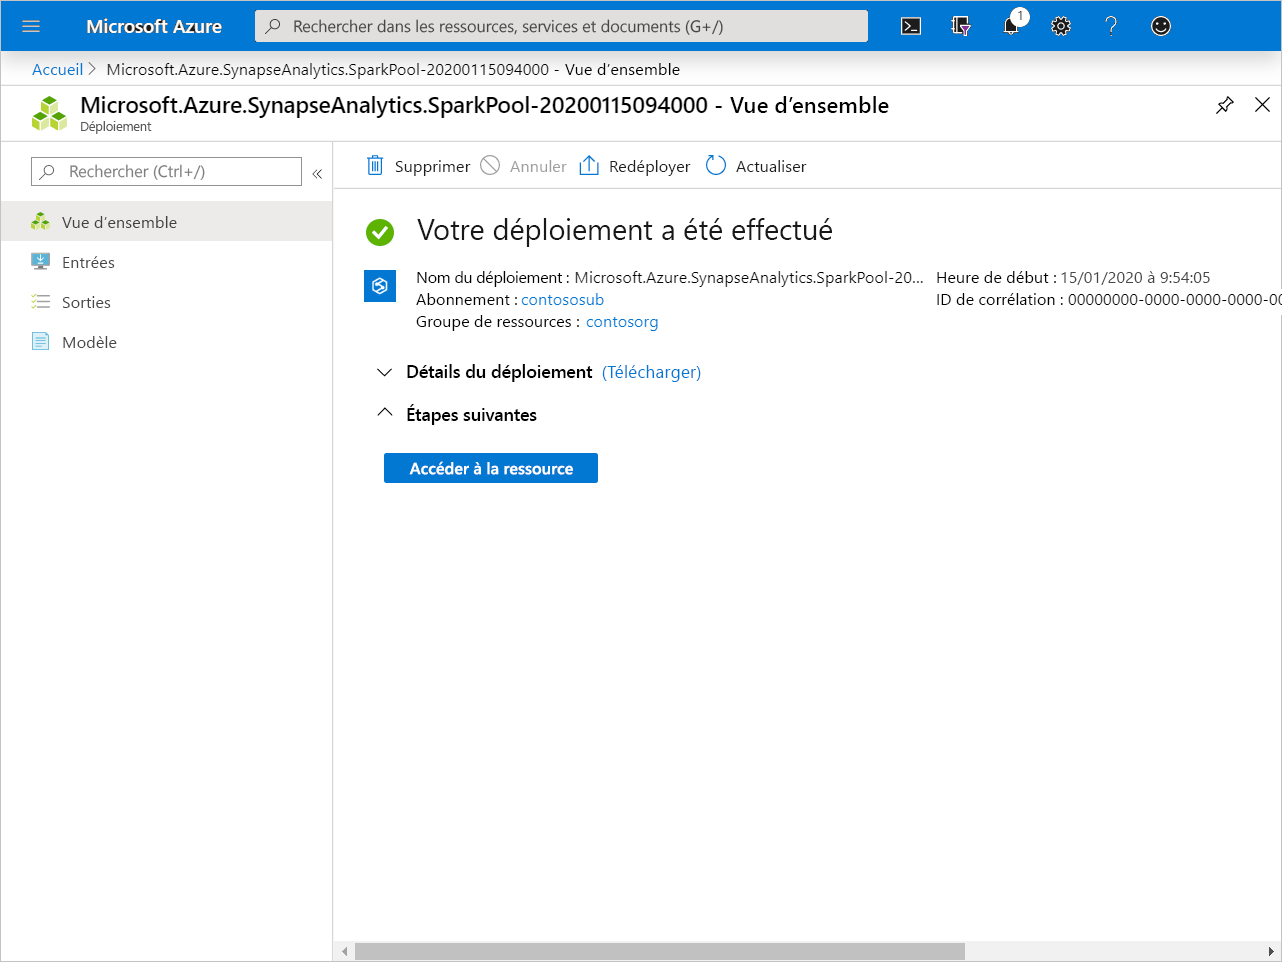 Microsoft Azure
Rechercher dans les ressources, services et documents (G+/)
1
Accueil > Microsoft.Azure.SynapseAnalytics.SparkPool-20200115094000 - Vue d’ensemble
Microsoft.Azure.SynapseAnalytics.SparkPool-20200115094000 - Vue d’ensemble
Déploiement
Rechercher (Ctrl+/)
«
Vue d’ensemble
Entrées
Sorties
Modèle
Supprimer Annuler Redéployer Actualiser
Votre déploiement a été effectué
Nom du déploiement : Microsoft.Azure.SynapseAnalytics.SparkPool-20...
Abonnement : contososub
Groupe de ressources : contosorg
Heure de début : 15/01/2020 à 9:54:05
ID de corrélation : 00000000-0000-0000-0000-00
Détails du déploiement (Télécharger)
Étapes suivantes
Accéder à la ressource